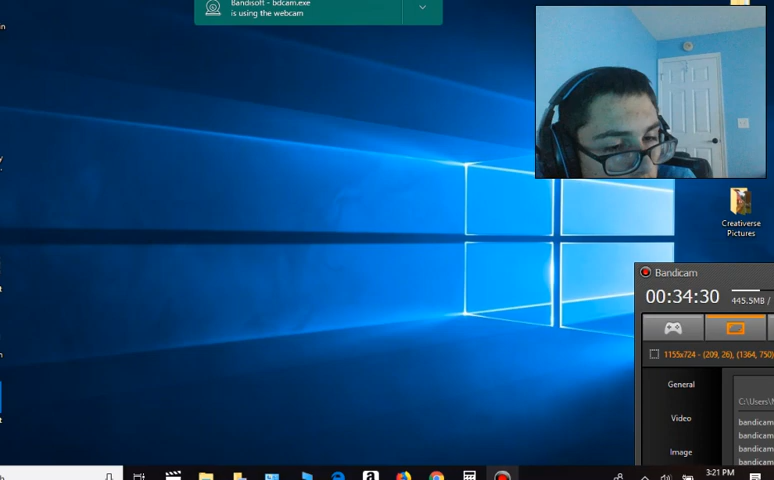 Bandisoft - bdcam.exe
is using the webcam
Creativerse
Pictures
Bandicam
00:34:30
445.5MB /
1155x724 - (209, 26), (1364, 750)
General
C:\Users\
Video
bandicam
bandicam
Image
bandicam
bandicam
3:21 PM